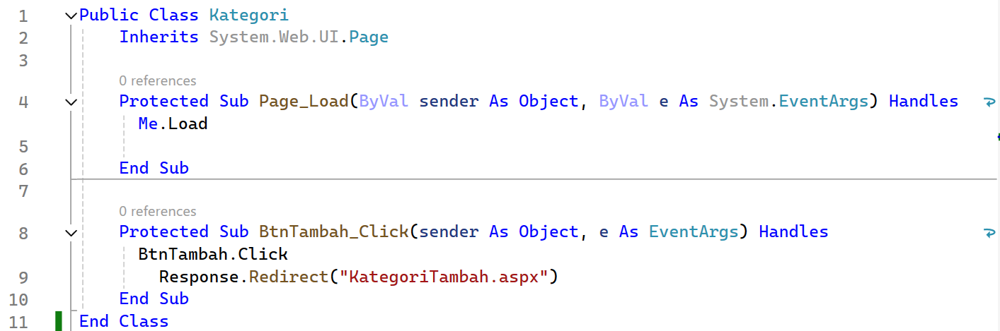 1 Public Class Kategori
2 Inherits System.Web.UI.Page
3
0 references
4 Protected Sub Page_Load(ByVal sender As Object, ByVal e As System.EventArgs) Handles
Me.Load
5
6 End Sub
7
0 references
8 Protected Sub BtnTambah_Click(sender As Object, e As EventArgs) Handles
BtnTambah.Click
9 Response.Redirect("KategoriTambah.aspx")
10 End Sub
11 End Class